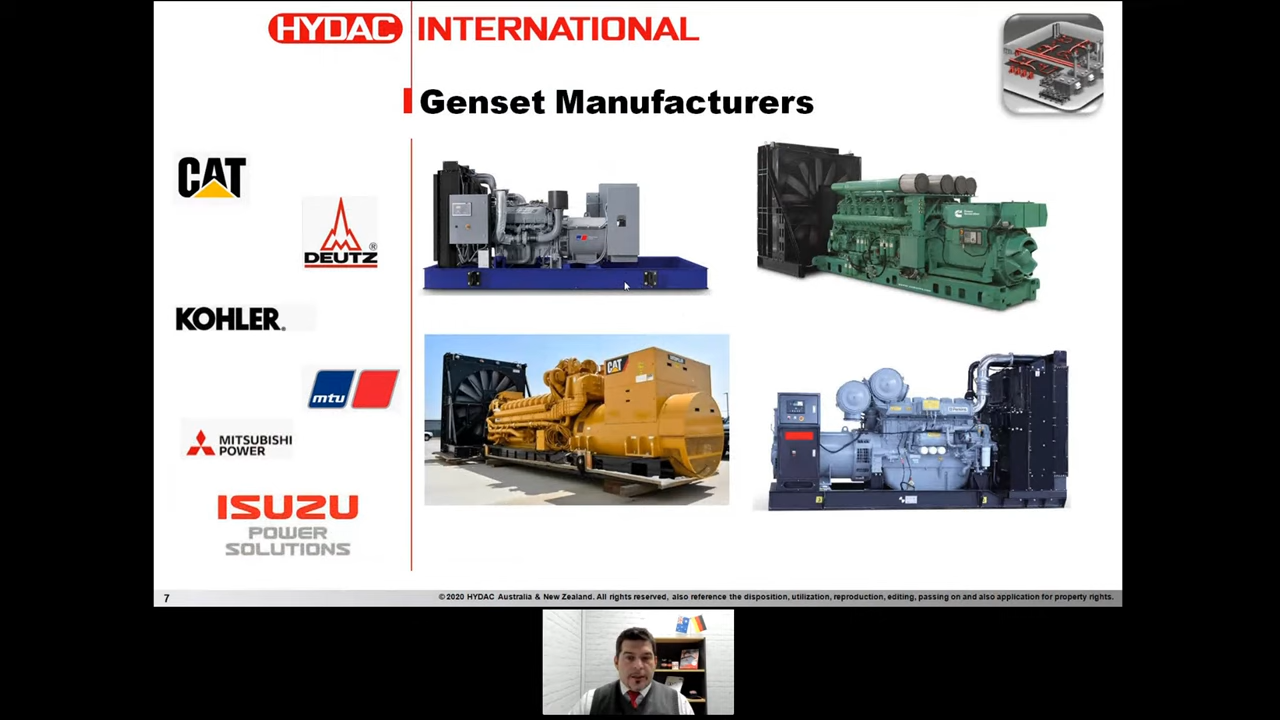 HYDAC INTERNATIONAL
Genset Manufacturers
CAT
DEUTZ ®
KOHLER®
mtu
MITSUBISHI
POWER
ISUZU
POWER
SOLUTIONS
CAT
7
©2020 HYDAC Australia & New Zealand. All rights reserved, also reference the disposition, utilization, reproduction, editing, passing on and also application for property rights.